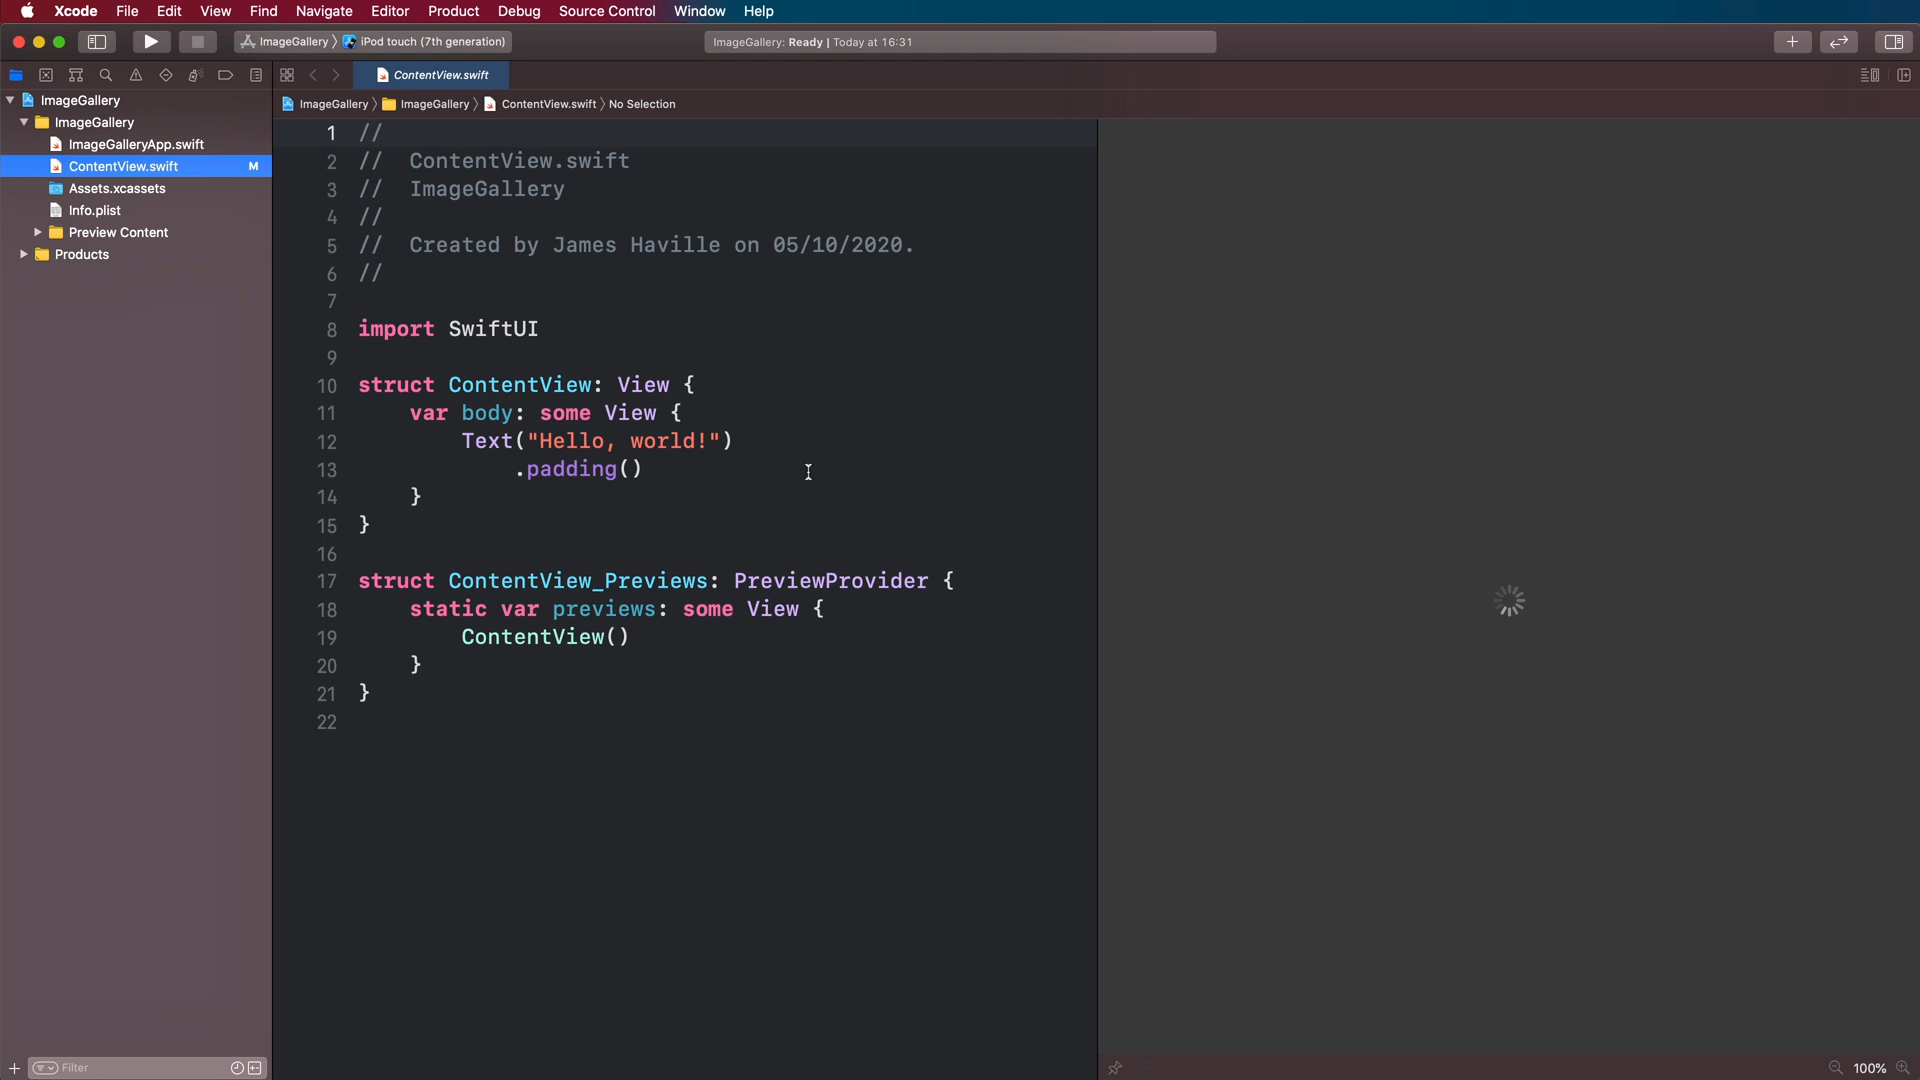 Xcode File Edit View Find Navigate Editor Product Debug Source Control Window Help
ImageGallery iPod touch (7th generation)
ImageGallery: Ready | Today at 16:31
ContentView.swift
ImageGallery
ImageGallery ImageGallery ContentView.swift No Selection
ImageGallery
ImageGalleryApp.swift
ContentView.swift M
Assets.xcassets
Info.plist
Preview Content
Products
1 //
2 //  ContentView.swift
3 //  ImageGallery
4 //
5 //  Created by James Haville on 05/10/2020.
6 //
7
8 import SwiftUI
9
10 struct ContentView: View {
11     var body: some View {
12         Text("Hello, world!")
13             .padding()
14     }
15 }
16
17 struct ContentView_Previews: PreviewProvider {
18     static var previews: some View {
19         ContentView()
20     }
21 }
22
Filter
100%